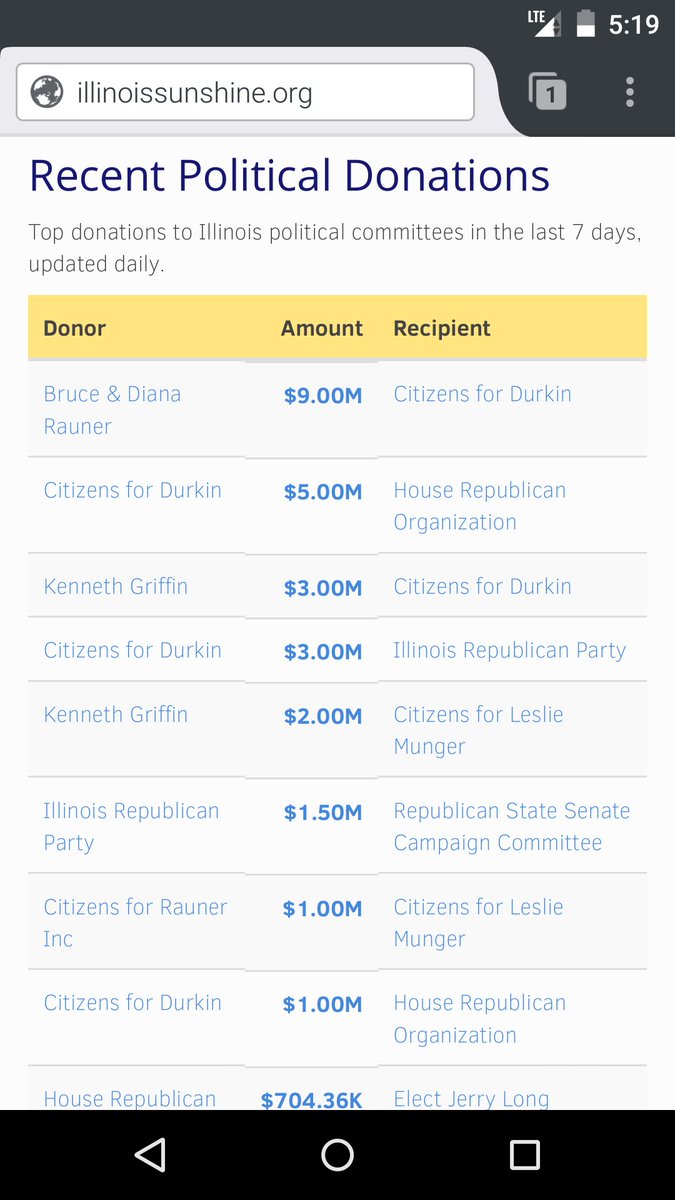 LTE 5:19
illinoissunshine.org 1
Recent Political Donations
Top donations to Illinois political committees in the last 7 days,
updated daily.
Donor Amount Recipient
Bruce & Diana $9.00M Citizens for Durkin
Rauner
Citizens for Durkin $5.00M House Republican
Organization
Kenneth Griffin $3.00M Citizens for Durkin
Citizens for Durkin $3.00M Illinois Republican Party
Kenneth Griffin $2.00M Citizens for Leslie
Munger
Illinois Republican $1.50M Republican State Senate
Party Campaign Committee
Citizens for Rauner $1.00M Citizens for Leslie
Inc Munger
Citizens for Durkin $1.00M House Republican
Organization
House Republican $704.36K Elect Jerry Long